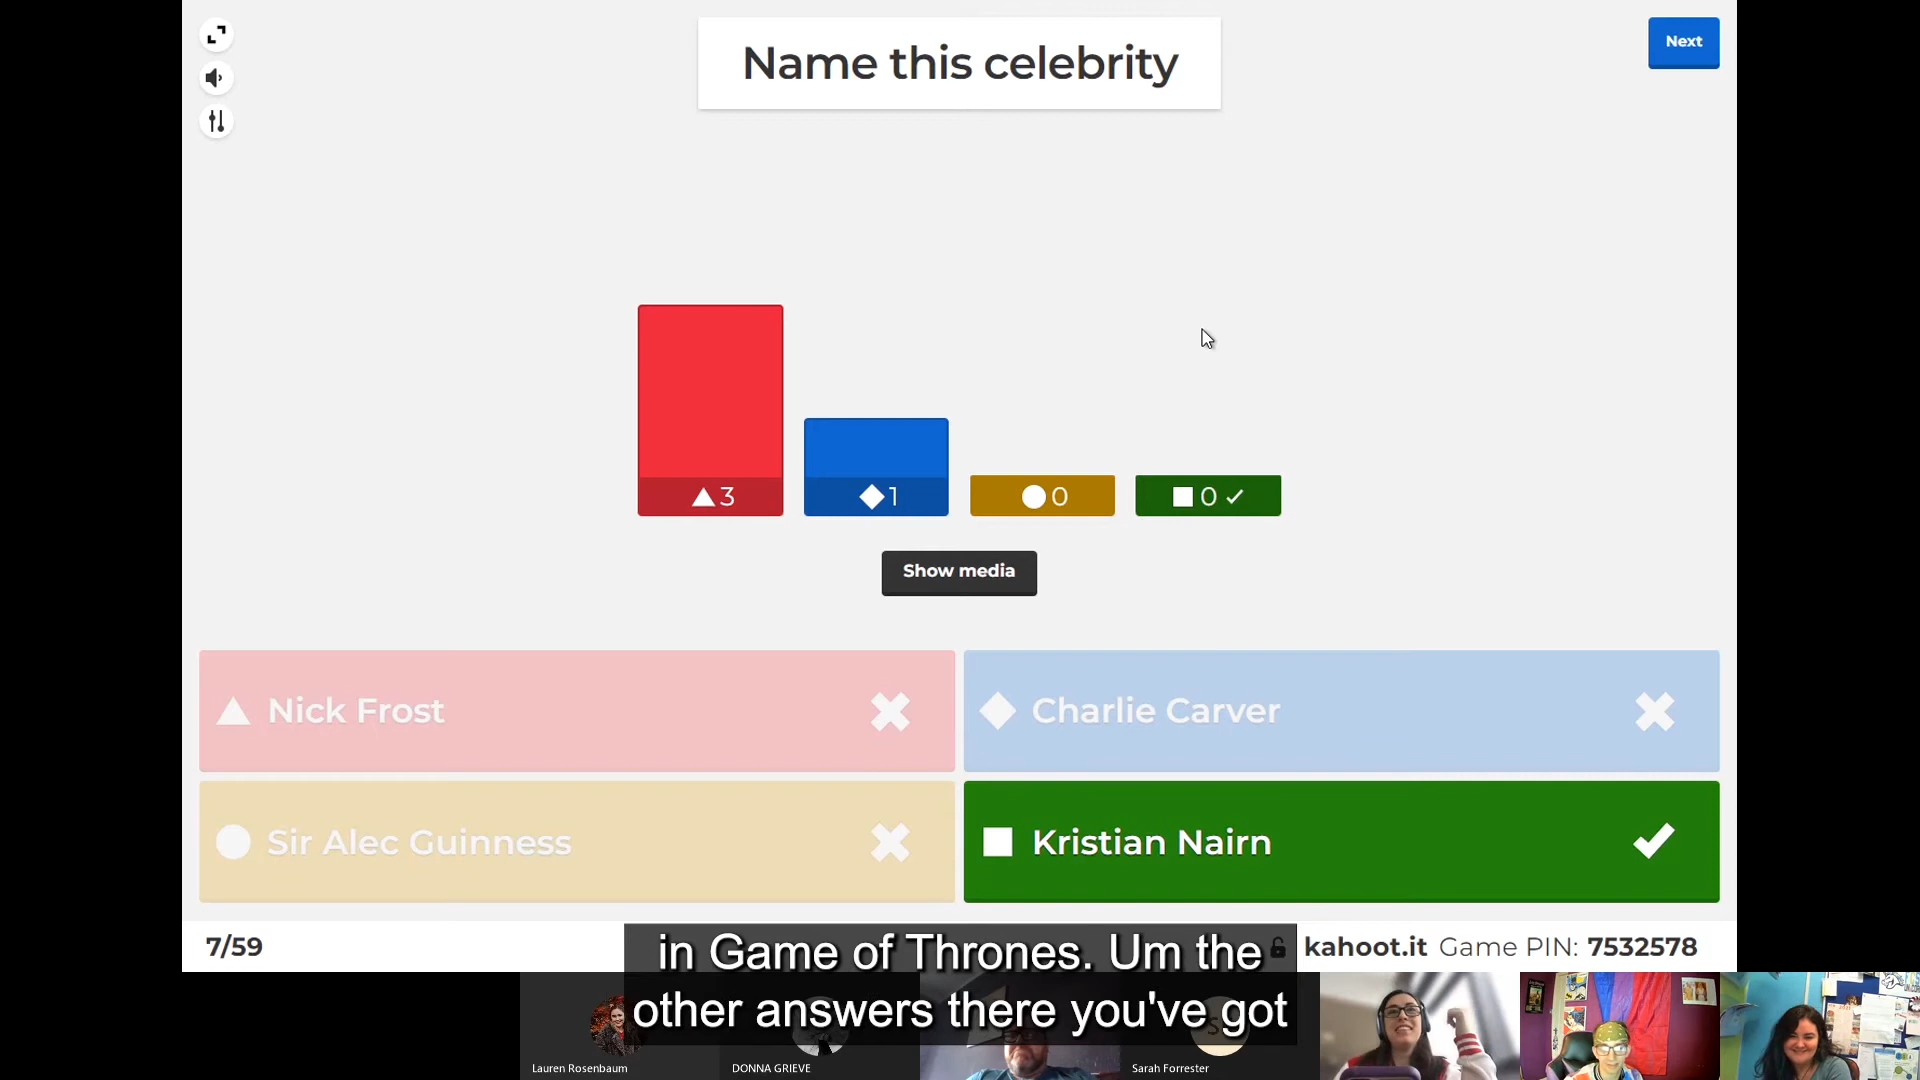 Name this celebrity
Next
3
1
0
0
Show media
Nick Frost
Charlie Carver
Sir Alec Guinness
Kristian Nairn
7/59
kahoot.it Game PIN: 7532578
in Game of Thrones. Um the
other answers there you've got
Lauren Rosenbaum
DONNA GRIEVE
Sarah Forrester